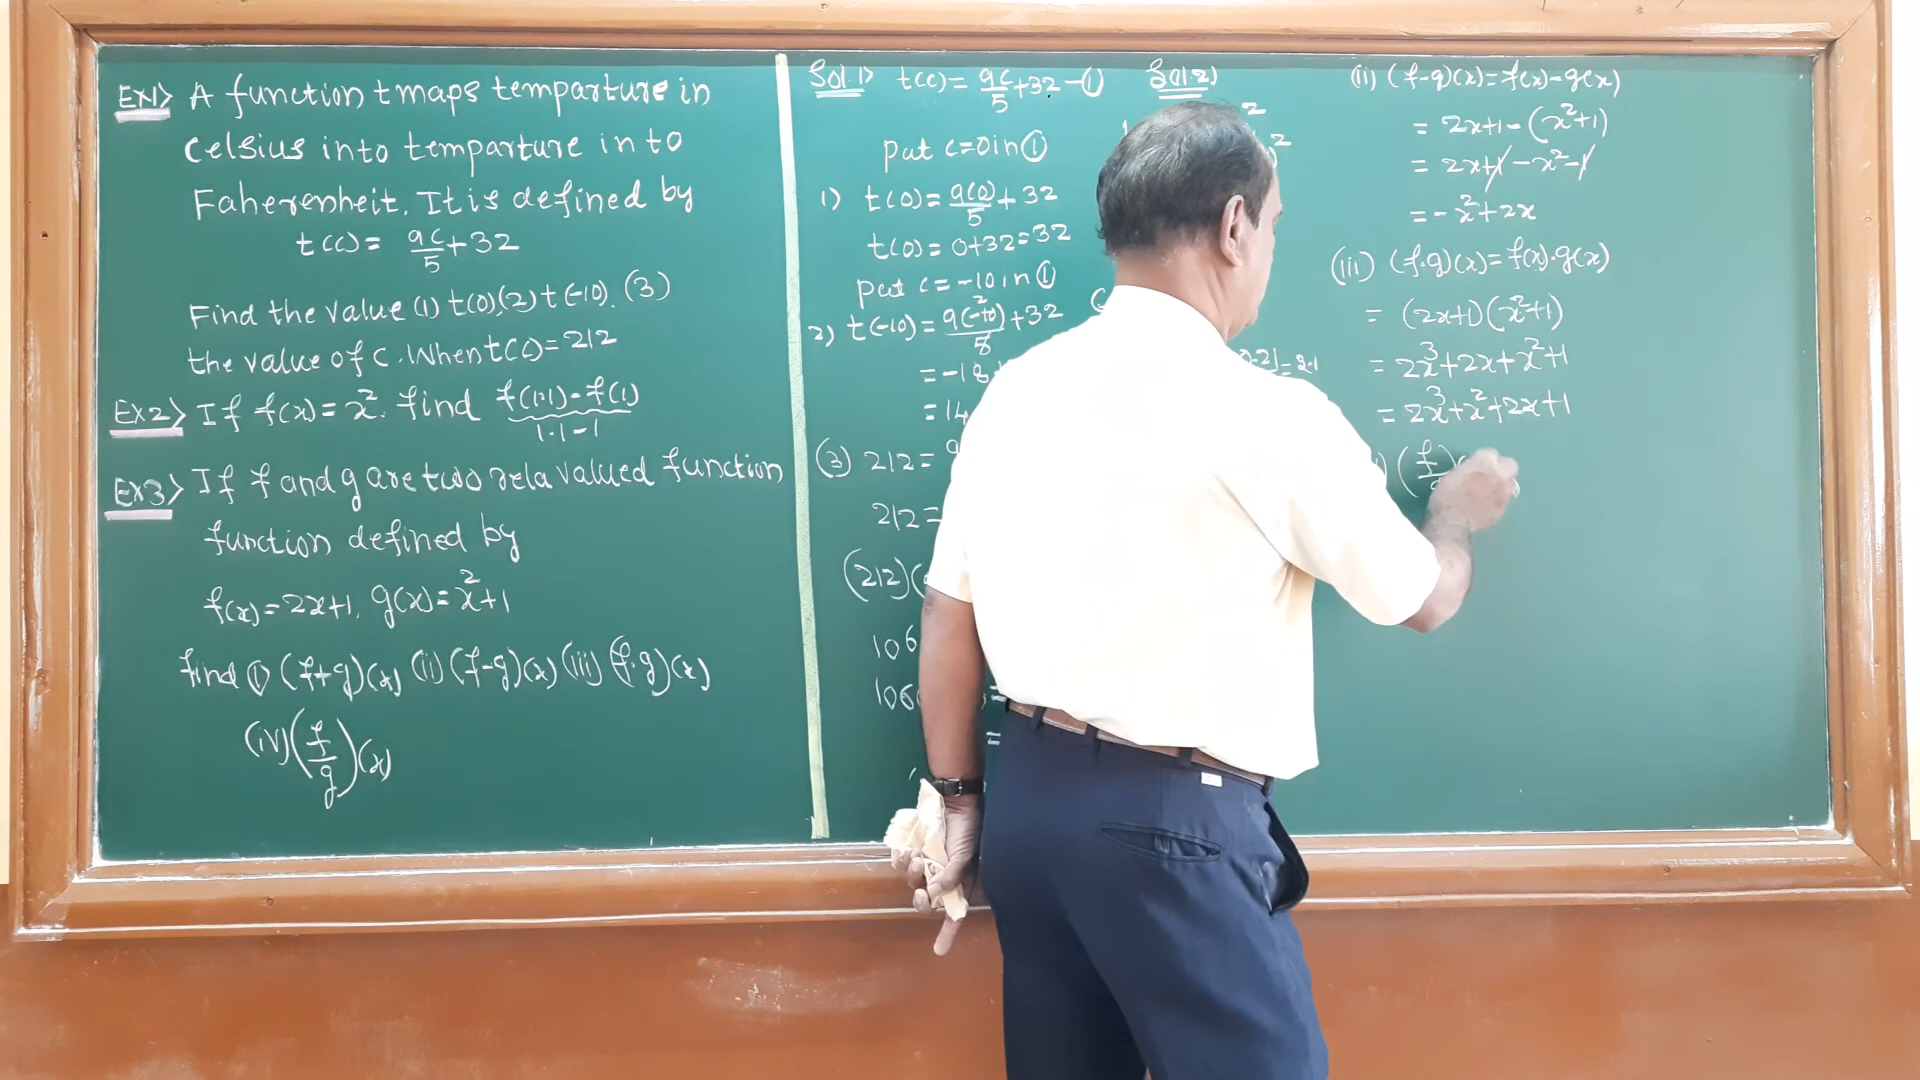 Ex1> A function t maps temparture in
celsius into temparture in to
Faherenheit. It is defined by
t(c) = 9c/5 + 32
Find the value (1) t(0),(2) t(-10). (3)
the value of c. When t(c) = 212
Ex2> If f(x) = x². find f(1.1)-f(1)/1.1-1
Ex3> If f and g are two rela valued function
function defined by
f(x) = 2x+1, g(x) = x²+1
find (i) (f+g)(x) (ii) (f-g)(x) (iii) (f.g)(x)
(iv) (f/g)(x)
Sol.1> t(c) = 9c/5 + 32 - ①
put c=0 in ①
1) t(0) = 9(0)/5 + 32
t(0) = 0+32 = 32
put c = -10 in ①
2) t(-10) = 9(-10)/5 + 32
= -18
= 14
(3) 212 =
212 =
(212)(
106
106
Sol.2)
= 2.1
(ii) (f-g)(x) = f(x)-g(x)
= 2x+1-(x²+1)
= 2x+1-x²-1
= -x²+2x
(iii) (f.g)(x) = f(x).g(x)
= (2x+1)(x²+1)
= 2x³+2x+x²+1
= 2x³+x²+2x+1
(f/g)